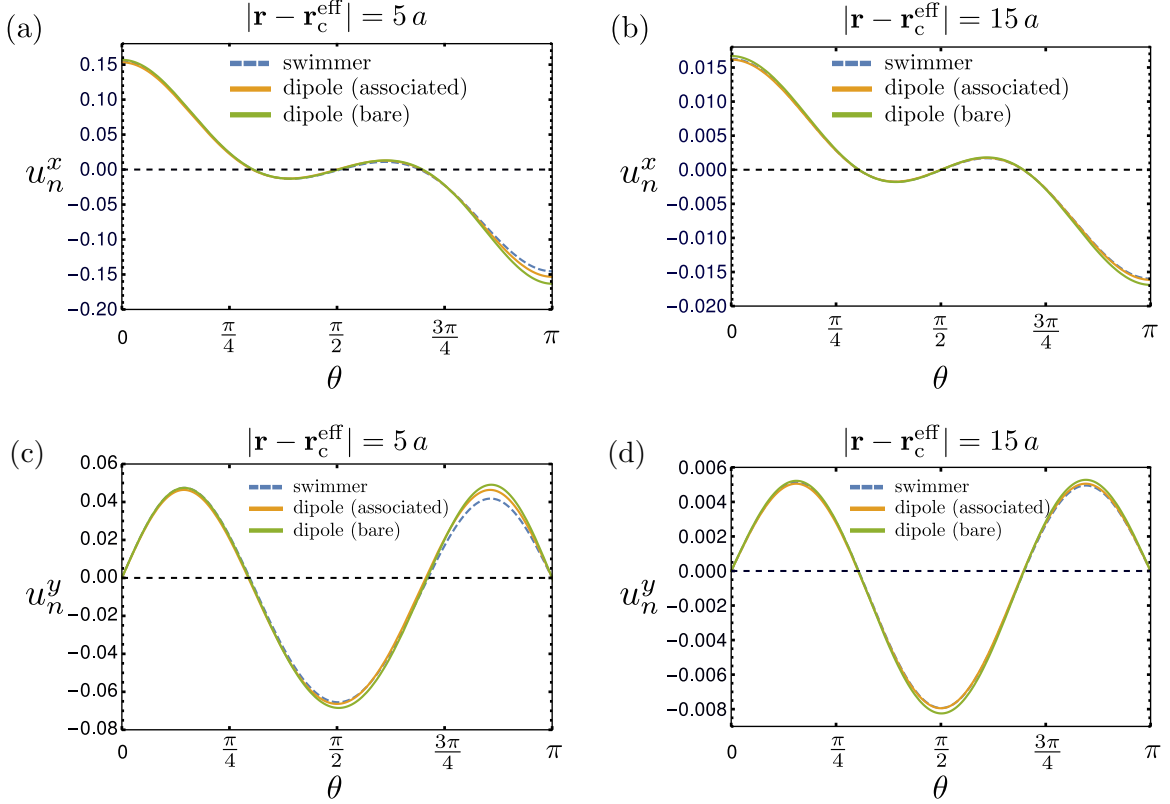 (a)
|r − r_c^eff| = 5 a
swimmer
dipole (associated)
dipole (bare)
0.15
0.10
0.05
0.00
−0.05
−0.10
−0.15
−0.20
u_n^x
0
π/4
π/2
3π/4
π
θ
(b)
|r − r_c^eff| = 15 a
swimmer
dipole (associated)
dipole (bare)
0.015
0.010
0.005
0.000
−0.005
−0.010
−0.015
−0.020
u_n^x
0
π/4
π/2
3π/4
π
θ
(c)
|r − r_c^eff| = 5 a
swimmer
dipole (associated)
dipole (bare)
0.06
0.04
0.02
0.00
−0.02
−0.04
−0.06
−0.08
u_n^y
0
π/4
π/2
3π/4
π
θ
(d)
|r − r_c^eff| = 15 a
swimmer
dipole (associated)
dipole (bare)
0.006
0.004
0.002
0.000
−0.002
−0.004
−0.006
−0.008
u_n^y
0
π/4
π/2
3π/4
π
θ